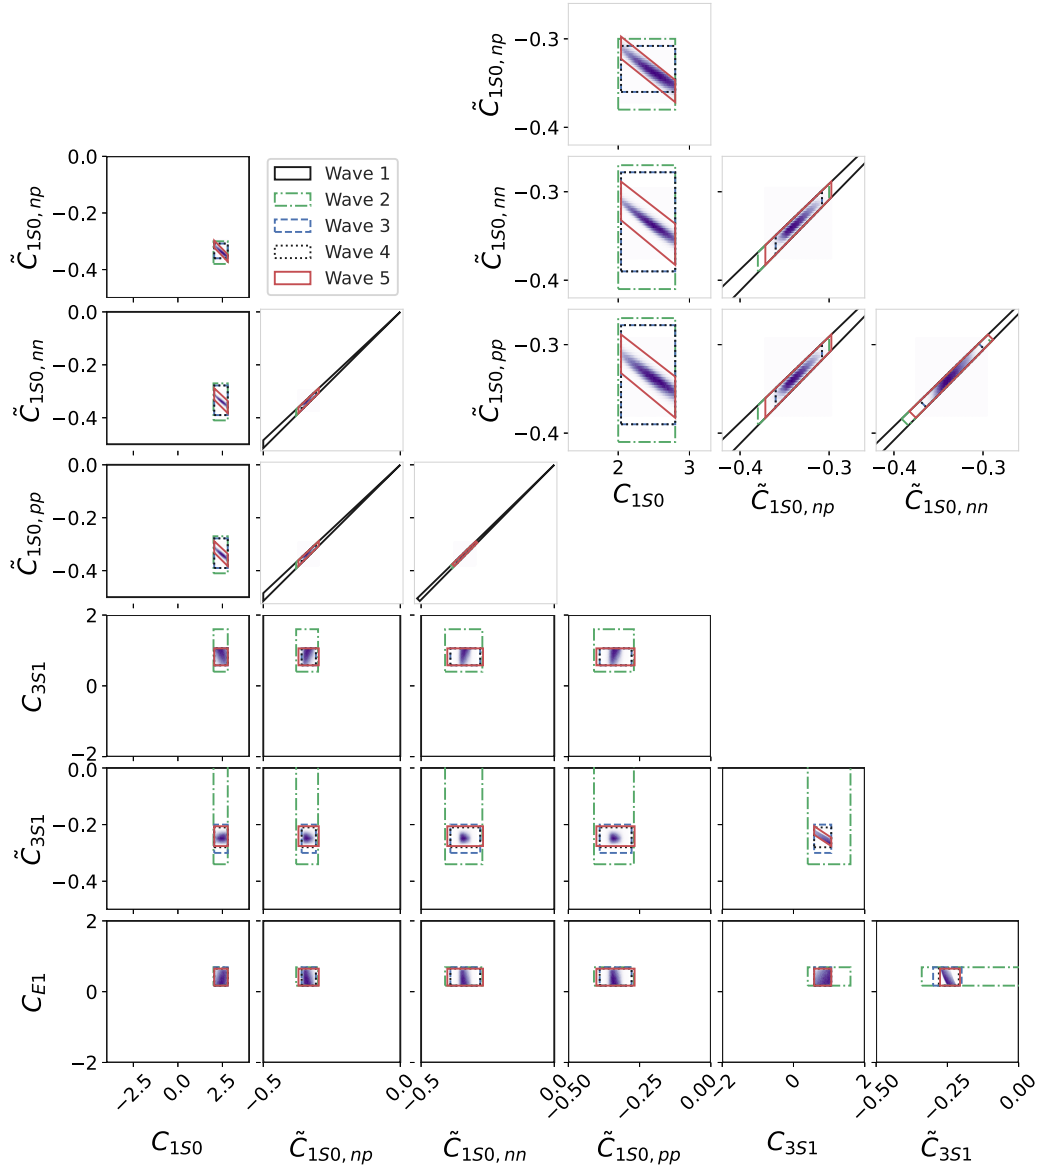 −0.3
−0.4
C̃1S0, np
0.0
−0.2
−0.4
C̃1S0, np
Wave 1
Wave 2
Wave 3
Wave 4
Wave 5
−0.3
−0.4
C̃1S0, nn
0.0
−0.2
−0.4
C̃1S0, nn
−0.3
−0.4
C̃1S0, pp
2 3
C1S0
−0.4 −0.3
C̃1S0, np
−0.4 −0.3
C̃1S0, nn
0.0
−0.2
−0.4
C̃1S0, pp
2
0
−2
C3S1
0.0
−0.2
−0.4
C̃3S1
2
0
−2
CE1
−2.5 0.0 2.5
−0.5 0.0
−0.5 0.0
−0.50 −0.25 0.00
−2 0 2
−0.50 −0.25 0.00
C1S0 C̃1S0, np C̃1S0, nn C̃1S0, pp C3S1 C̃3S1